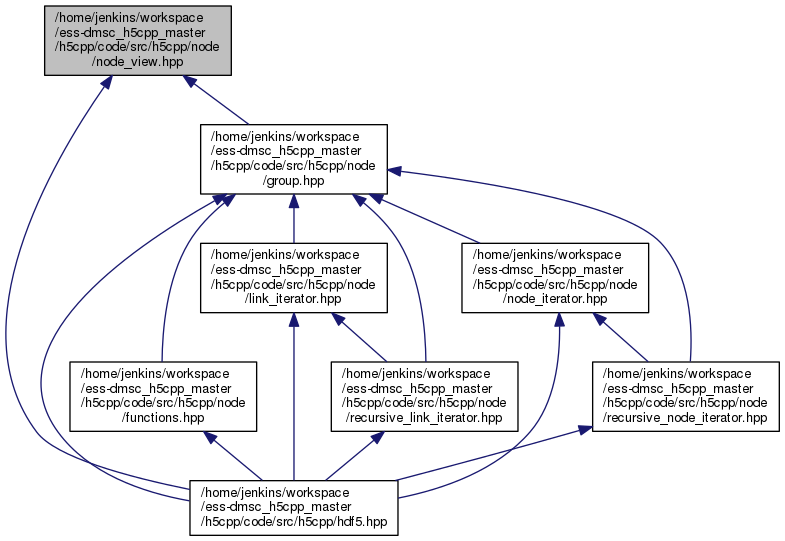 /home/jenkins/workspace
/ess-dmsc_h5cpp_master
/h5cpp/code/src/h5cpp/node
/node_view.hpp
/home/jenkins/workspace
/ess-dmsc_h5cpp_master
/h5cpp/code/src/h5cpp/node
/group.hpp
/home/jenkins/workspace
/ess-dmsc_h5cpp_master
/h5cpp/code/src/h5cpp/node
/link_iterator.hpp
/home/jenkins/workspace
/ess-dmsc_h5cpp_master
/h5cpp/code/src/h5cpp/node
/node_iterator.hpp
/home/jenkins/workspace
/ess-dmsc_h5cpp_master
/h5cpp/code/src/h5cpp/node
/functions.hpp
/home/jenkins/workspace
/ess-dmsc_h5cpp_master
/h5cpp/code/src/h5cpp/node
/recursive_link_iterator.hpp
/home/jenkins/workspace
/ess-dmsc_h5cpp_master
/h5cpp/code/src/h5cpp/node
/recursive_node_iterator.hpp
/home/jenkins/workspace
/ess-dmsc_h5cpp_master
/h5cpp/code/src/h5cpp/hdf5.hpp